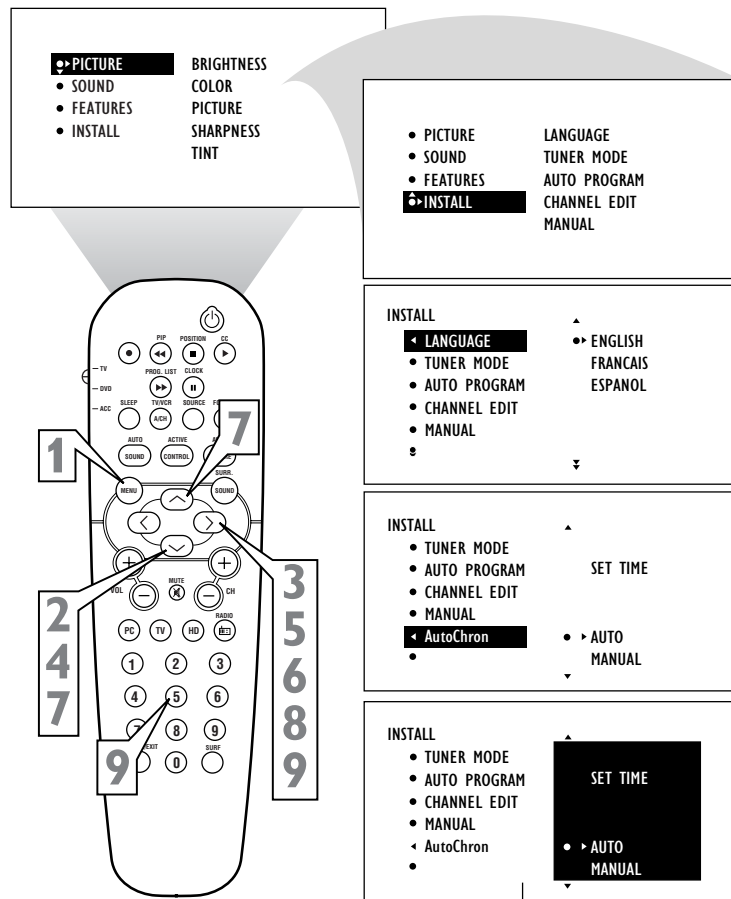 PICTURE BRIGHTNESS
SOUND COLOR
FEATURES PICTURE
INSTALL SHARPNESS
TINT
PICTURE LANGUAGE
SOUND TUNER MODE
FEATURES AUTO PROGRAM
INSTALL CHANNEL EDIT
MANUAL
INSTALL
LANGUAGE ENGLISH
TUNER MODE FRANCAIS
AUTO PROGRAM ESPANOL
CHANNEL EDIT
MANUAL
INSTALL
TUNER MODE
AUTO PROGRAM SET TIME
CHANNEL EDIT
MANUAL
AutoChron AUTO
MANUAL
INSTALL
TUNER MODE
AUTO PROGRAM SET TIME
CHANNEL EDIT
MANUAL
AutoChron AUTO
MANUAL
PIP POSITION CC
TV
PROG. LIST CLOCK
DVD
ACC
SLEEP TV/VCR SOURCE
A/CH
AUTO ACTIVE
SOUND CONTROL
SURR.
MENU SOUND
1
7
2
4
7
3
5
6
8
9
MUTE
VOL CH
RADIO
PC TV HD
1 2 3
4 5 6
8 9
EXIT SURF
0
9